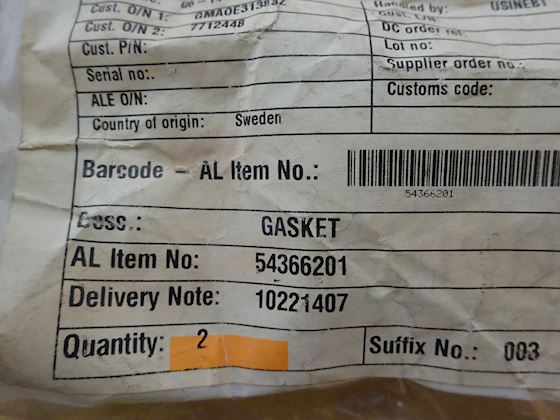 Cust. O/N 1: GMAOE313832
Handled by: USINEB1
Cust. O/N 2: 7712448
DC order ref:
Cust. P/N:
Lot no:
Serial no:.
Supplier order no:.
ALE O/N:
Customs code:
Country of origin: Sweden
Barcode - AL Item No.:
54366201
Desc.: GASKET
AL Item No: 54366201
Delivery Note: 10221407
Quantity: 2
Suffix No.: 003